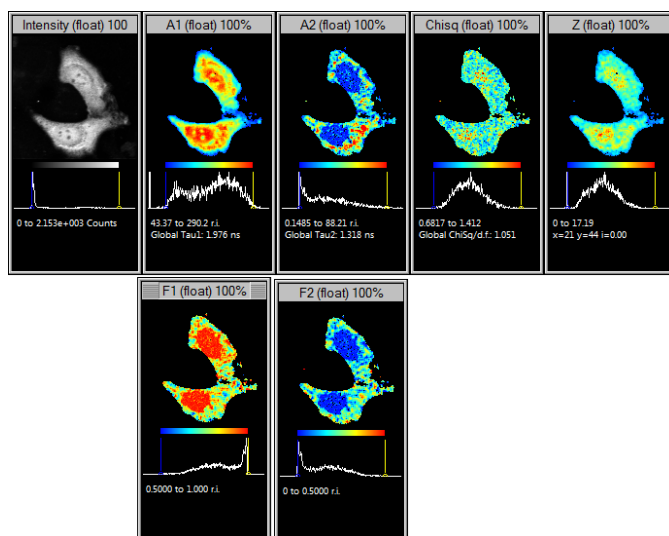 Intensity (float) 100
A1 (float) 100%
A2 (float) 100%
Chisq (float) 100%
Z (float) 100%
0 to 2.153e+003 Counts
43.37 to 290.2 r.i.
Global Tau1: 1.976 ns
0.1485 to 88.21 r.i.
Global Tau2: 1.318 ns
0.6817 to 1.412
Global ChiSq/d.f.: 1.051
0 to 17.19
x=21 y=44 i=0.00
F1 (float) 100%
F2 (float) 100%
0.5000 to 1.000 r.i.
0 to 0.5000 r.i.